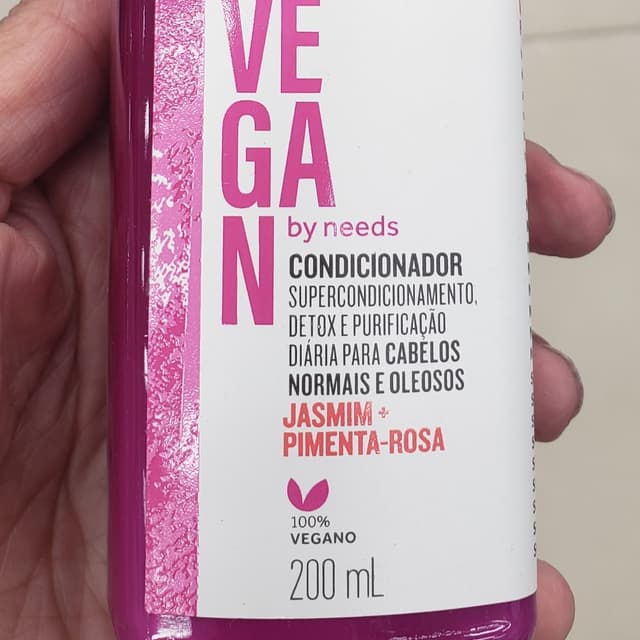 VE
GA
N
by needs
CONDICIONADOR
SUPERCONDICIONAMENTO,
DETOX E PURIFICAÇÃO
DIÁRIA PARA CABELOS
NORMAIS E OLEOSOS
JASMIM +
PIMENTA-ROSA
100%
VEGANO
200 mL